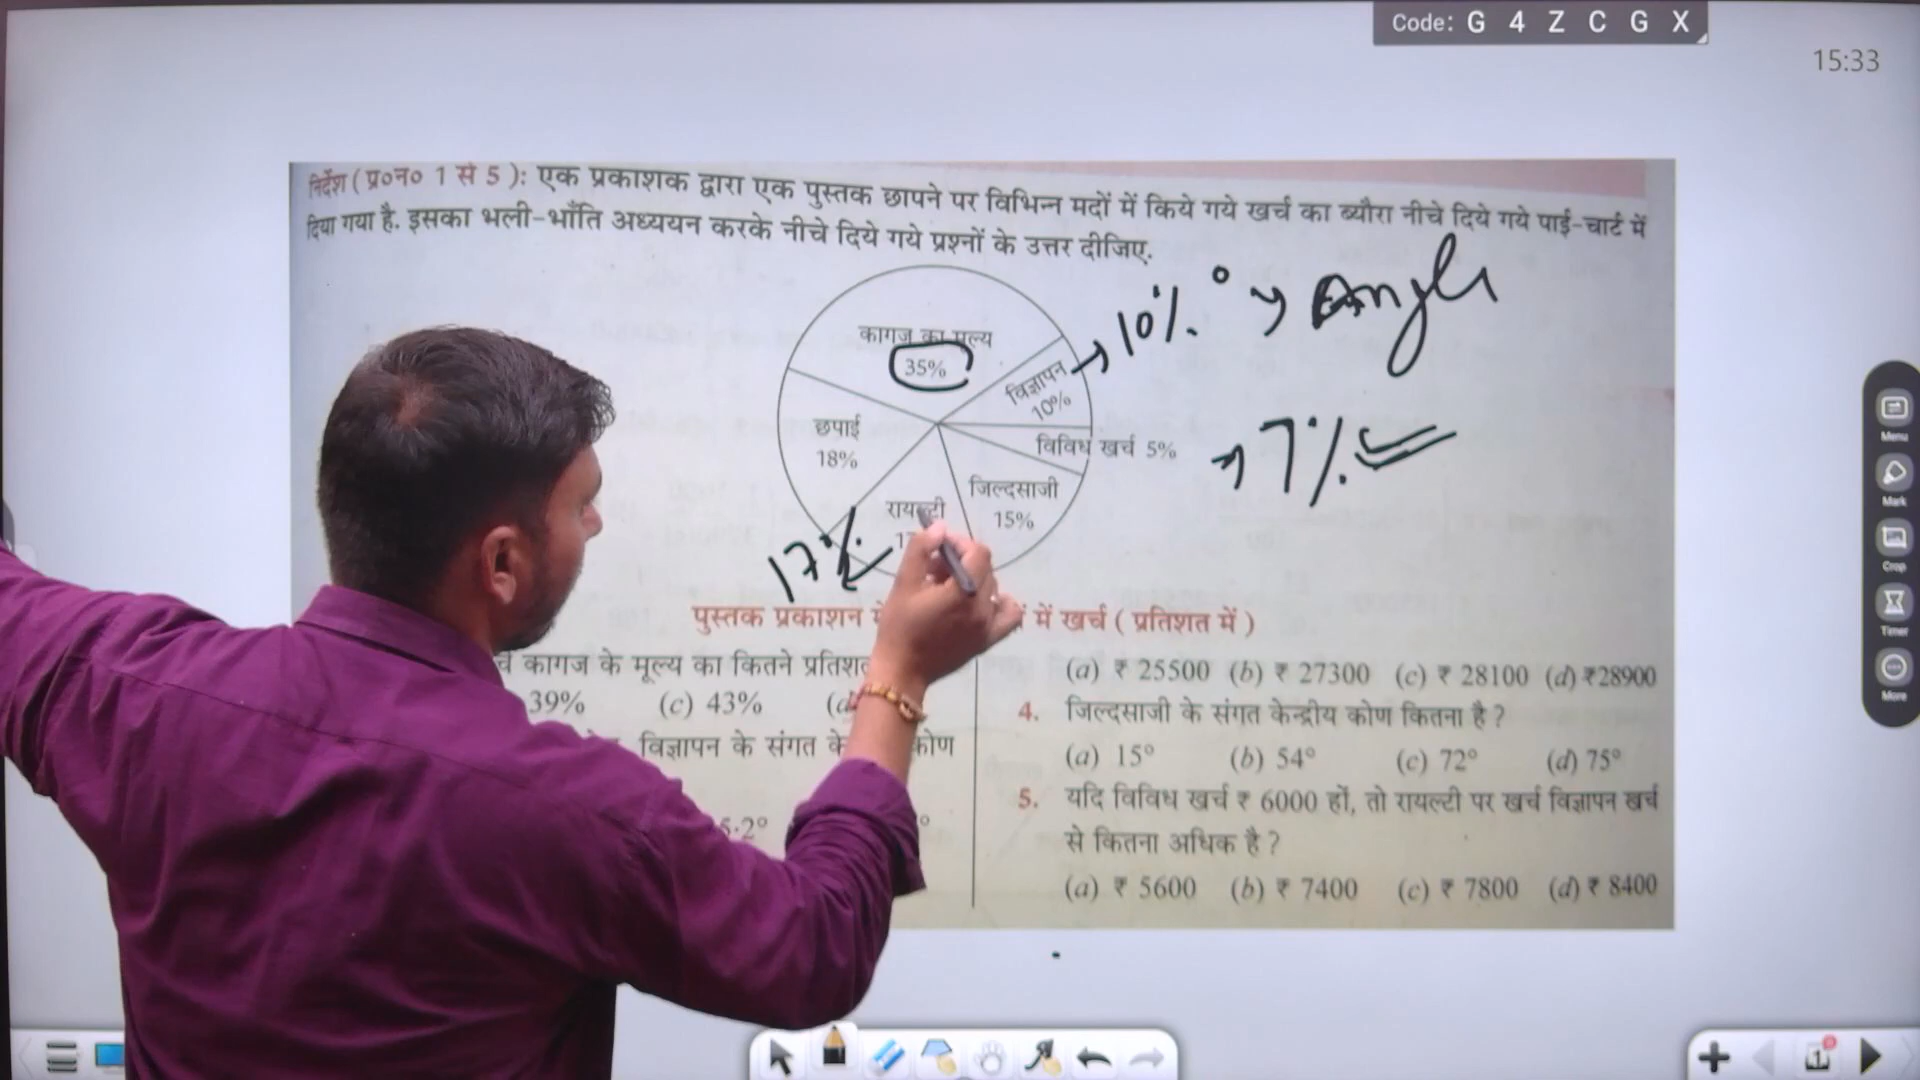 Code: G 4 Z C G X
15:33
निर्देश ( प्र०न० 1 से 5 ): एक प्रकाशक द्वारा एक पुस्तक छापने पर विभिन्न मदों में किये गये खर्च का ब्यौरा नीचे दिये गये पाई-चार्ट में
दिया गया है. इसका भली-भाँति अध्ययन करके नीचे दिये गये प्रश्नों के उत्तर दीजिए.
कागज का मूल्य
35%
विज्ञापन
10%
10%
Angle
विविध खर्च 5%
7%
छपाई
18%
जिल्दसाजी
15%
रायल्टी
17%
पुस्तक प्रकाशन में खर्च ( प्रतिशत में )
कागज के मूल्य का कितने
39% (c) 43%
विज्ञापन के संगत कोण
(a) ₹ 25500 (b) ₹ 27300 (c) ₹ 28100 (d) ₹28900
4. जिल्दसाजी के संगत केन्द्रीय कोण कितना है ?
(a) 15° (b) 54° (c) 72° (d) 75°
5. यदि विविध खर्च ₹ 6000 हों, तो रायल्टी पर खर्च विज्ञापन खर्च
से कितना अधिक है ?
(a) ₹ 5600 (b) ₹ 7400 (c) ₹ 7800 (d) ₹ 8400
Menu
Mark
Crop
Timer
More
1